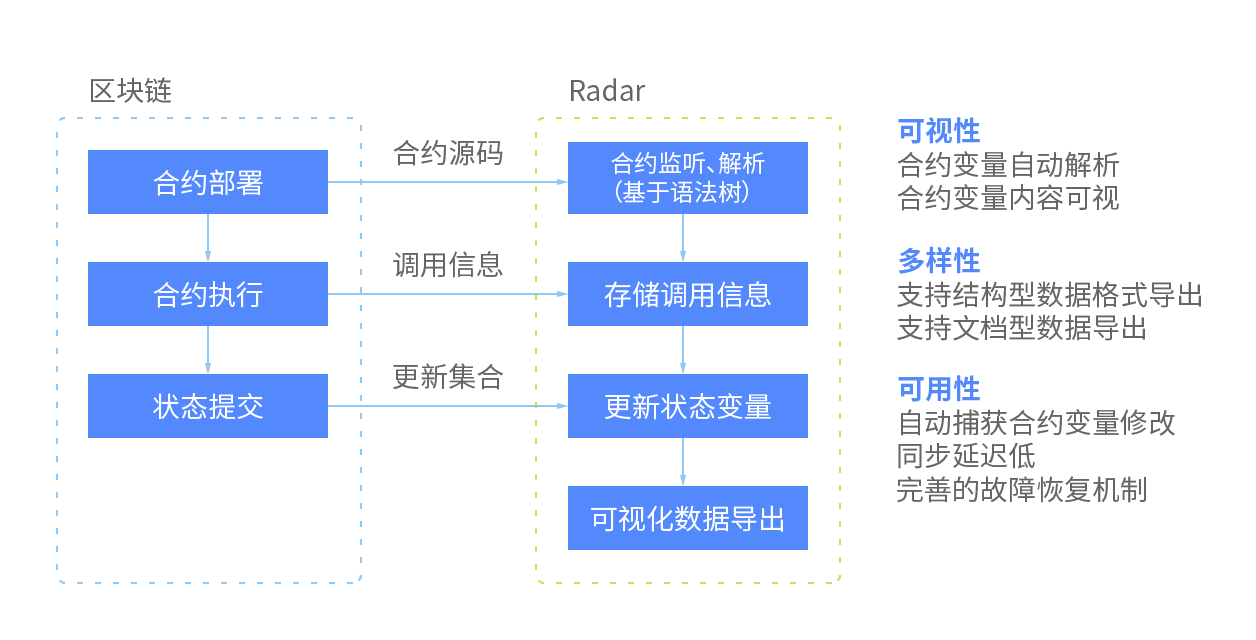 区块链
合约部署
合约执行
状态提交
合约源码
调用信息
更新集合
Radar
合约监听、解析
（基于语法树）
存储调用信息
更新状态变量
可视化数据导出
可视性
合约变量自动解析
合约变量内容可视
多样性
支持结构型数据格式导出
支持文档型数据导出
可用性
自动捕获合约变量修改
同步延迟低
完善的故障恢复机制